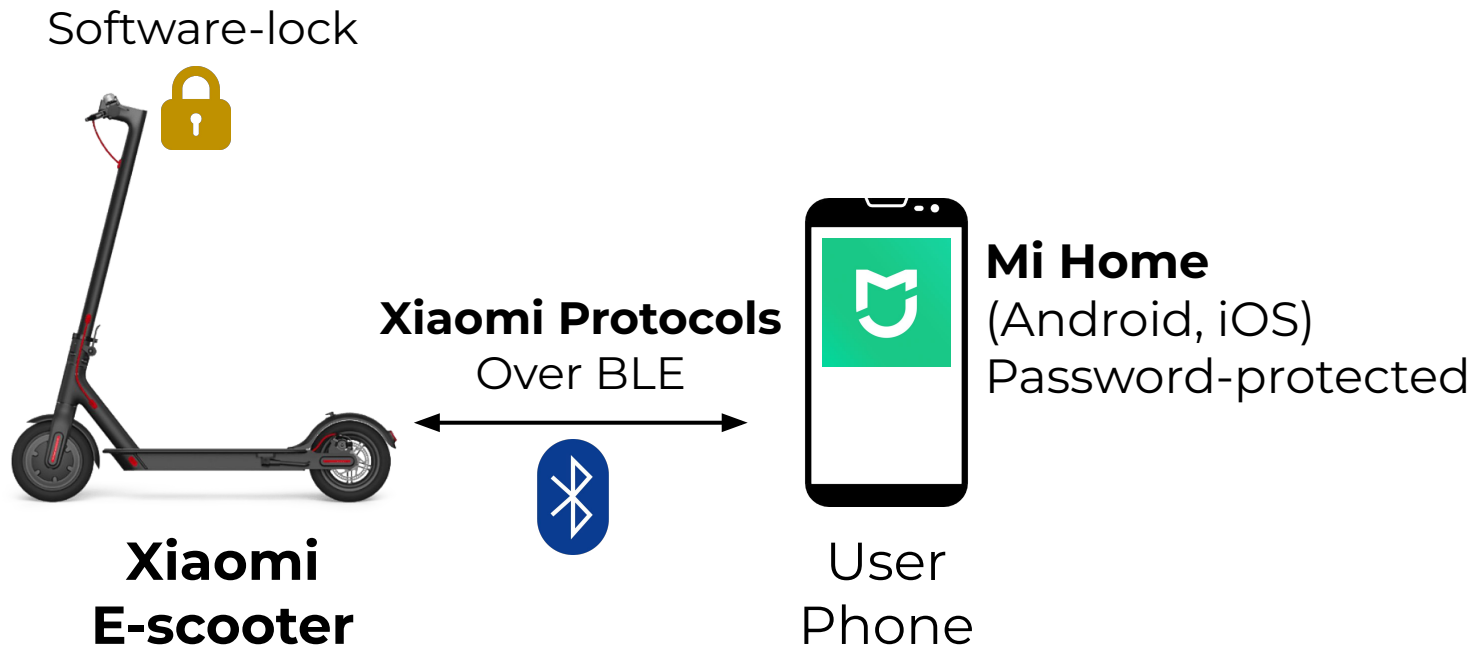 Software-lock
Xiaomi Protocols
Over BLE
Mi Home
(Android, iOS)
Password-protected
Xiaomi
E-scooter
User
Phone